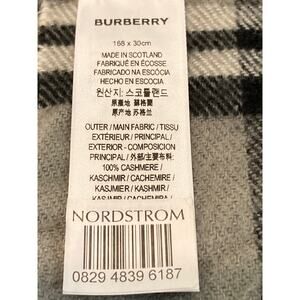 BURBERRY
168 x 30cm
MADE IN SCOTLAND
FABRIQUÉ EN ÉCOSSE
FABRICADO NA ESCÓCIA
HECHO EN ESCOCIA
원산지: 스코틀랜드
原產地 蘇格蘭
原产地 苏格兰
OUTER / MAIN FABRIC / TISSU
EXTÉRIEUR / PRINCIPAL /
EXTERIOR - COMPOSICION
PRINCIPAL / 外部/主要布料:
100% CASHMERE /
KASCHMIR / CACHEMIRE /
KASJMIER / KASHMIR /
KASMIR / CAXEMIRA /
NORDSTROM
0829 4839 6187